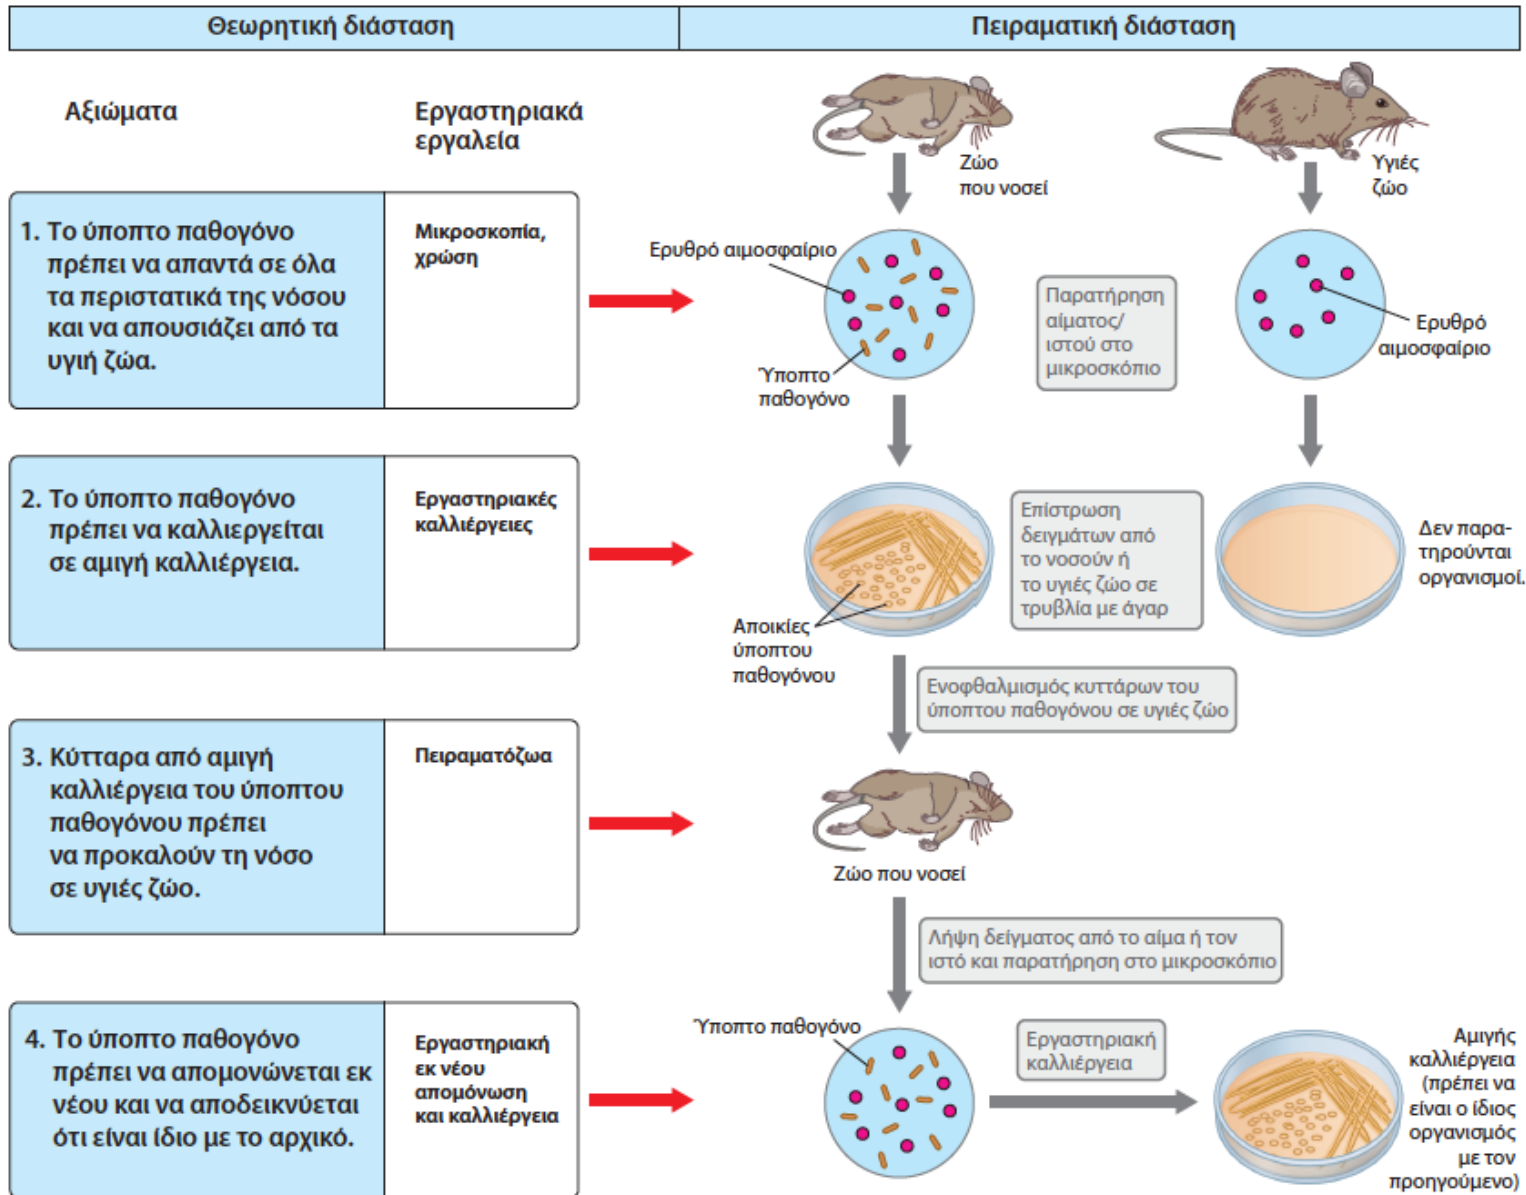 Θεωρητική διάσταση
Πειραματική διάσταση
Αξιώματα
Εργαστηριακά
εργαλεία
Ζώο
που νοσεί
Υγιές
ζώο
1. Το ύποπτο παθογόνο
πρέπει να απαντά σε όλα
τα περιστατικά της νόσου
και να απουσιάζει από τα
υγιή ζώα.
Μικροσκοπία,
χρώση
Ερυθρό αιμοσφαίριο
Ύποπτο
παθογόνο
Παρατήρηση
αίματος/
ιστού στο
μικροσκόπιο
Ερυθρό
αιμοσφαίριο
2. Το ύποπτο παθογόνο
πρέπει να καλλιεργείται
σε αμιγή καλλιέργεια.
Εργαστηριακές
καλλιέργειες
Αποικίες
ύποπτου
παθογόνου
Επίστρωση
δειγμάτων από
το νοσούν ή
το υγιές ζώο σε
τρυβλία με άγαρ
Δεν παρα-
τηρούνται
οργανισμοί.
Ενοφθαλμισμός κυττάρων του
ύποπτου παθογόνου σε υγιές ζώο
3. Κύτταρα από αμιγή
καλλιέργεια του ύποπτου
παθογόνου πρέπει
να προκαλούν τη νόσο
σε υγιές ζώο.
Πειραματόζωα
Ζώο που νοσεί
Λήψη δείγματος από το αίμα ή τον
ιστό και παρατήρηση στο μικροσκόπιο
4. Το ύποπτο παθογόνο
πρέπει να απομονώνεται εκ
νέου και να αποδεικνύεται
ότι είναι ίδιο με το αρχικό.
Εργαστηριακή
εκ νέου
απομόνωση
και καλλιέργεια
Ύποπτο παθογόνο
Εργαστηριακή
καλλιέργεια
Αμιγής
καλλιέργεια
(πρέπει να
είναι ο ίδιος
οργανισμός
με τον
προηγούμενο)